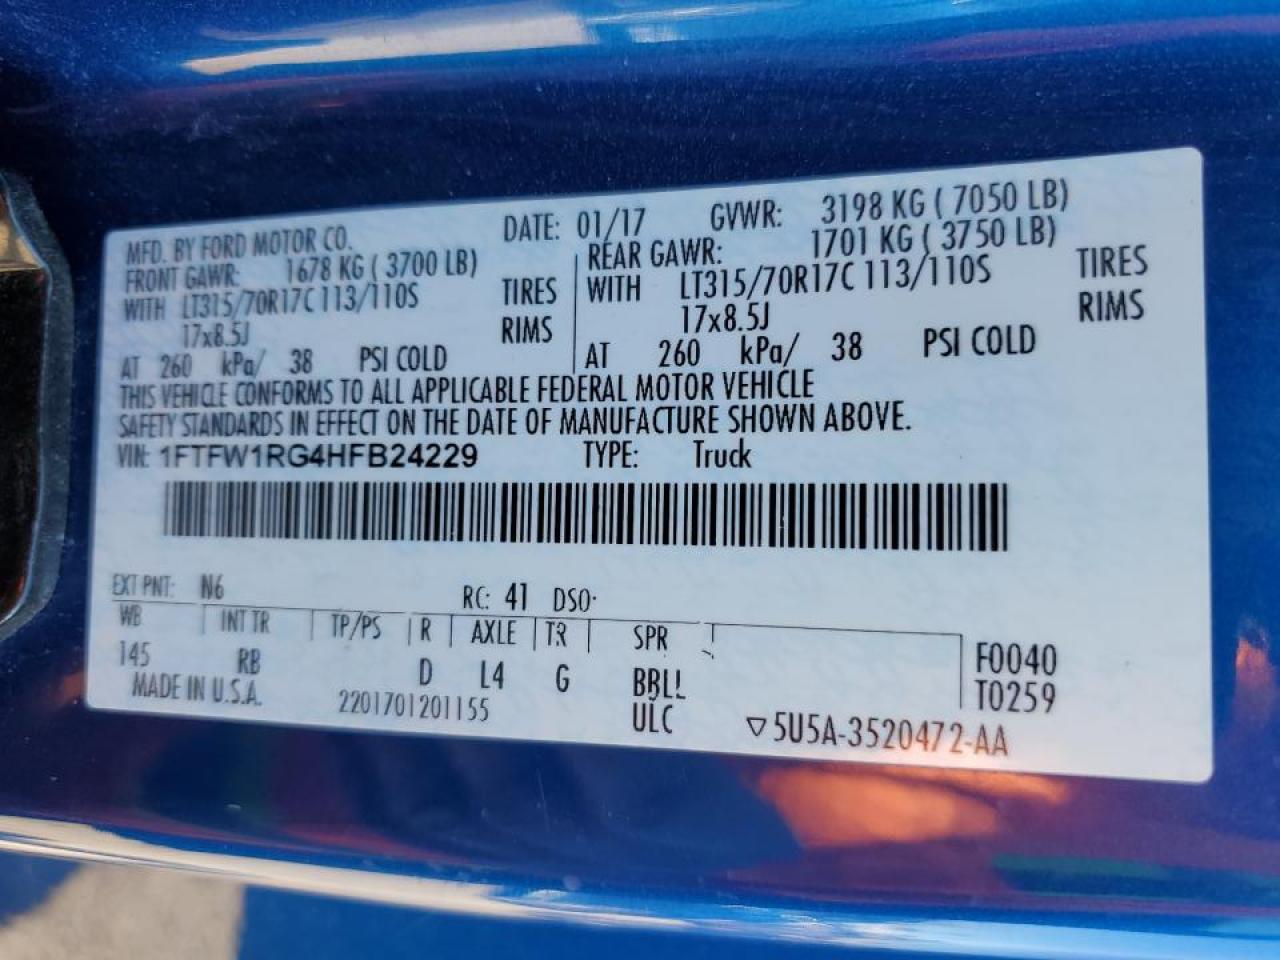 MFD. BY FORD MOTOR CO. DATE: 01/17 GVWR: 3198 KG ( 7050 LB)
FRONT GAWR: 1678 KG ( 3700 LB) REAR GAWR: 1701 KG ( 3750 LB)
WITH LT315/70R17C 113/110S TIRES WITH LT315/70R17C 113/110S TIRES
17x8.5J RIMS 17x8.5J RIMS
AT 260 kPa/ 38 PSI COLD AT 260 kPa/ 38 PSI COLD
THIS VEHICLE CONFORMS TO ALL APPLICABLE FEDERAL MOTOR VEHICLE
SAFETY STANDARDS IN EFFECT ON THE DATE OF MANUFACTURE SHOWN ABOVE.
VIN: 1FTFW1RG4HFB24229 TYPE: Truck
EXT PNT: N6 RC: 41 DSO:
WB INT TR TP/PS R AXLE TR SPR
145 RB D L4 G BBLL F0040
MADE IN U.S.A. 2201701201155 ULC T0259
▽5U5A-3520472-AA